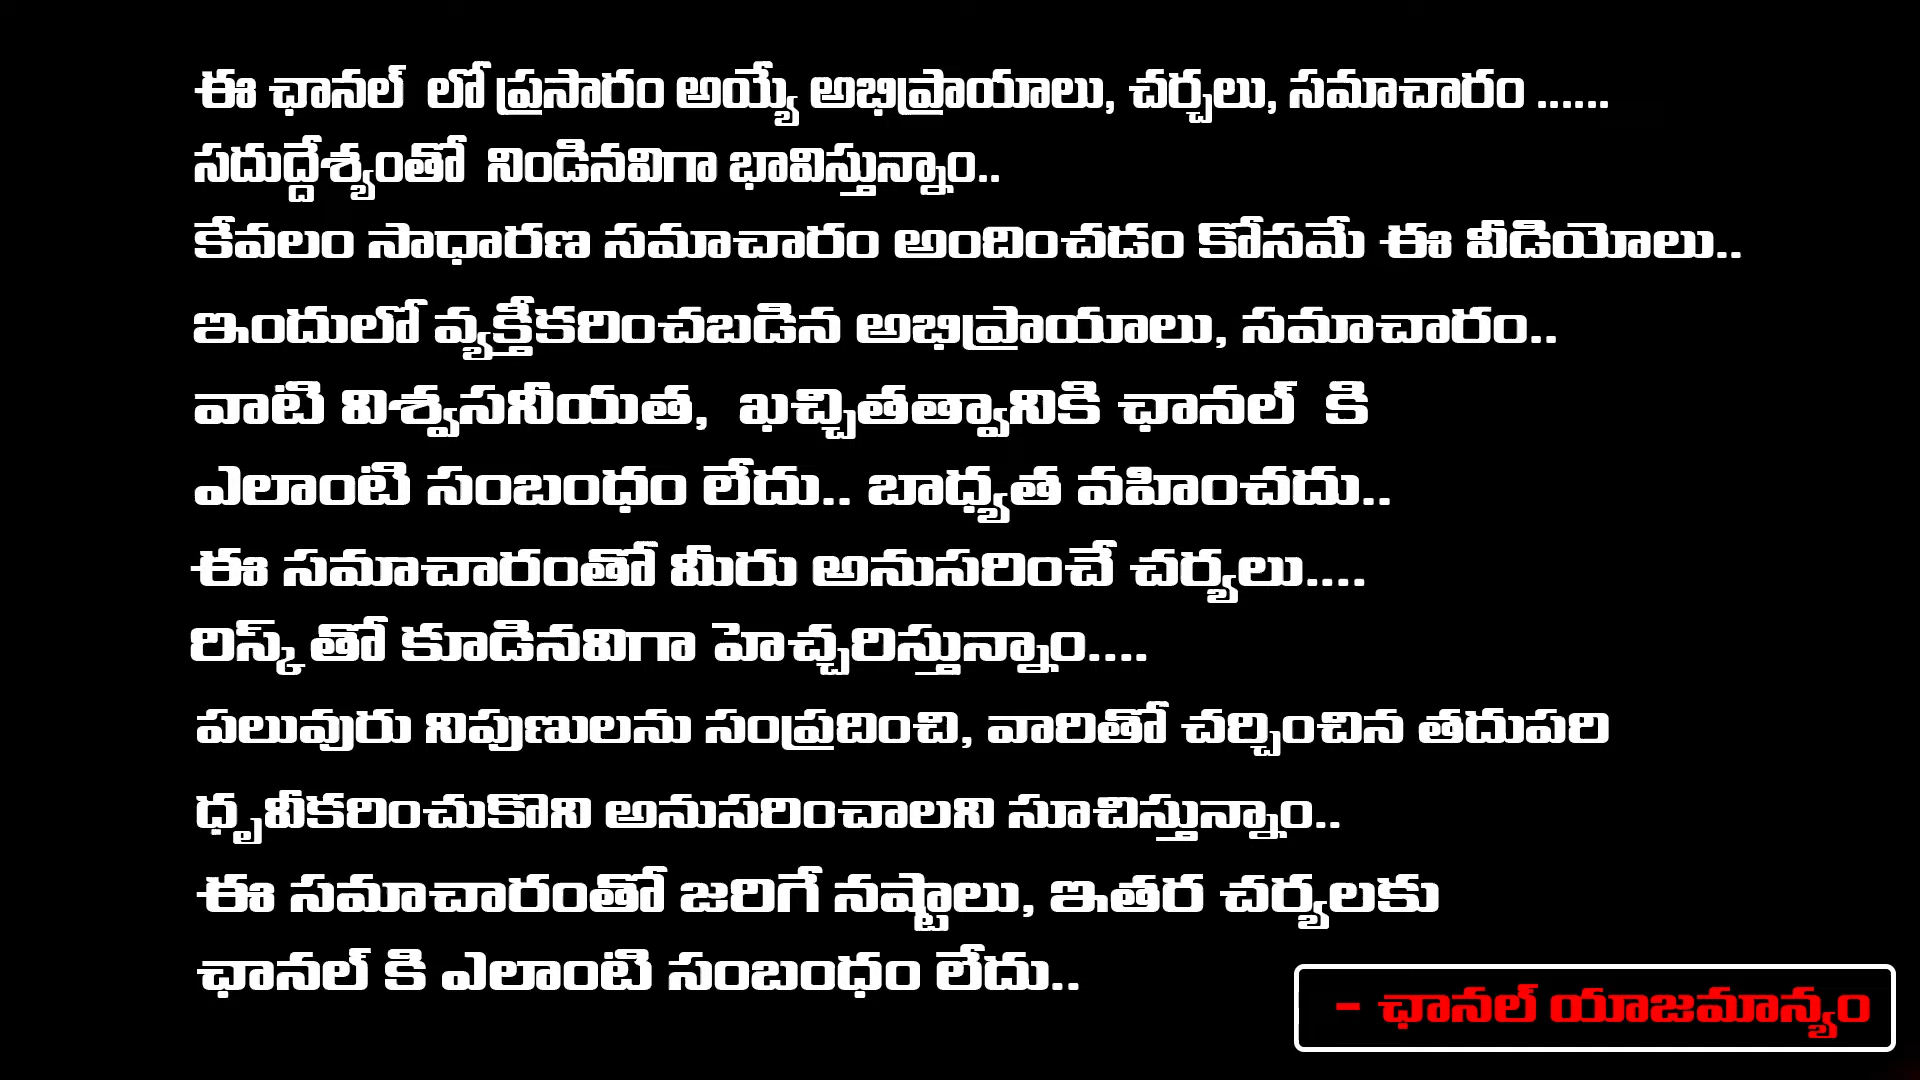 ఈ ఛానల్ లో ప్రసారం అయ్యే అభిప్రాయాలు, చర్చలు, సమాచారం ......
సదుద్దేశ్యంతో నిండినవిగా భావిస్తున్నాం..
కేవలం సాధారణ సమాచారం అందించడం కోసమే ఈ వీడియోలు..
ఇందులో వ్యక్తీకరించబడిన అభిప్రాయాలు, సమాచారం..
వాటి విశ్వసనీయత, ఖచ్చితత్వానికి ఛానల్ కి
ఎలాంటి సంబంధం లేదు.. బాధ్యత వహించదు..
ఈ సమాచారంతో మీరు అనుసరించే చర్యలు....
రిస్క్ తో కూడినవిగా హెచ్చరిస్తున్నాం....
పలువురు నిపుణులను సంప్రదించి, వారితో చర్చించిన తదుపరి
ధృవీకరించుకొని అనుసరించాలని సూచిస్తున్నాం..
ఈ సమాచారంతో జరిగే నష్టాలు, ఇతర చర్యలకు
ఛానల్ కి ఎలాంటి సంబంధం లేదు..
- ఛానల్ యాజమాన్యం